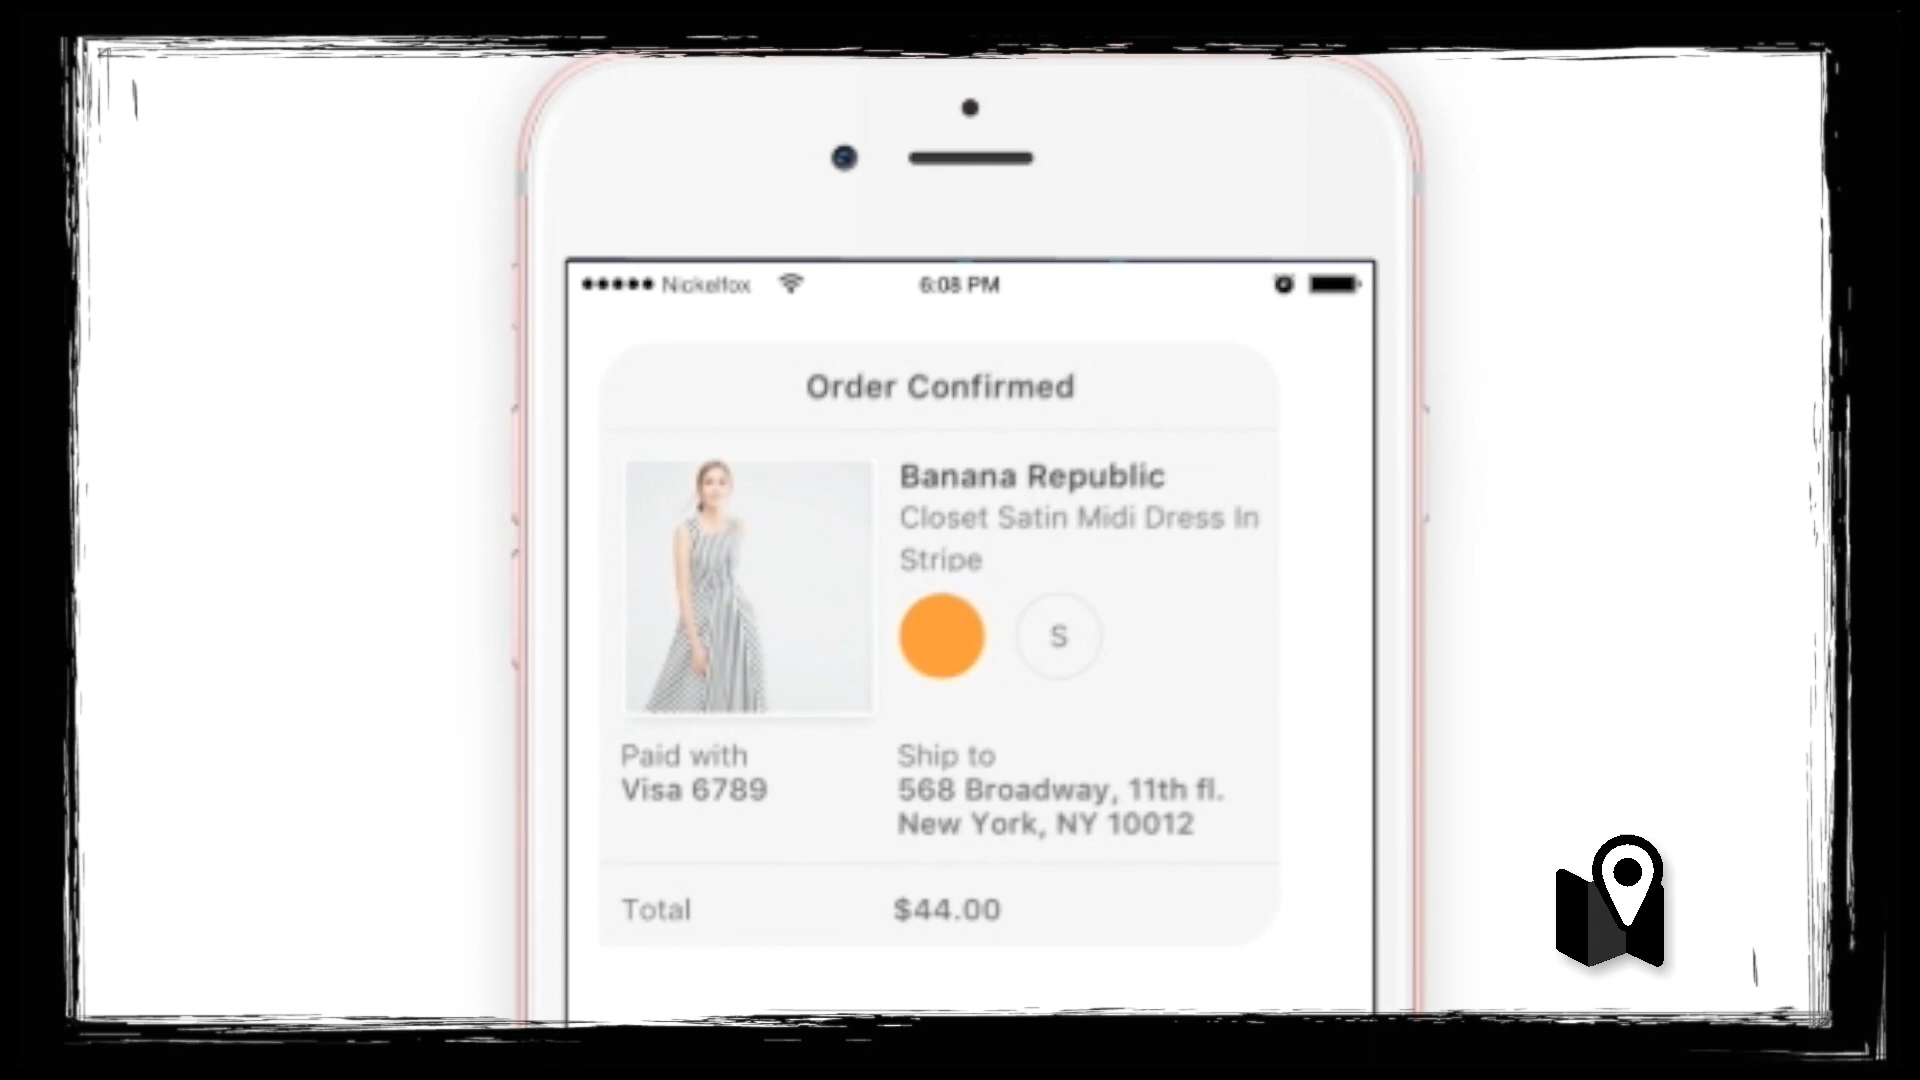 Nickelfox
6:08 PM
Order Confirmed
Banana Republic
Closet Satin Midi Dress In
Stripe
S
Paid with
Visa 6789
Ship to
568 Broadway, 11th fl.
New York, NY 10012
Total
$44.00